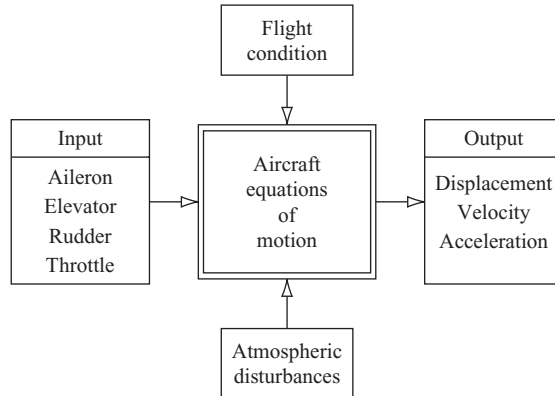 Flight
condition
Input
Aileron
Elevator
Rudder
Throttle
Aircraft
equations
of
motion
Output
Displacement
Velocity
Acceleration
Atmospheric
disturbances